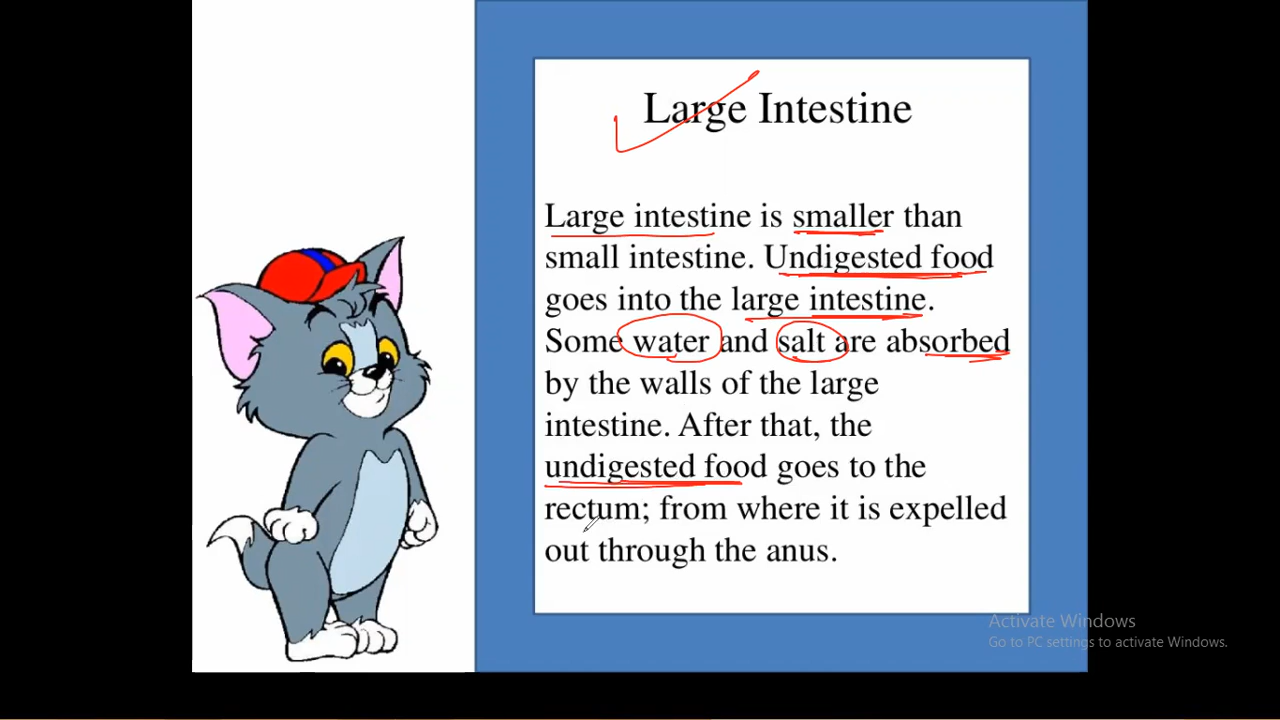 Large Intestine
Large intestine is smaller than
small intestine. Undigested food
goes into the large intestine.
Some water and salt are absorbed
by the walls of the large
intestine. After that, the
undigested food goes to the
rectum; from where it is expelled
out through the anus.
Activate Windows
Go to PC settings to activate Windows.